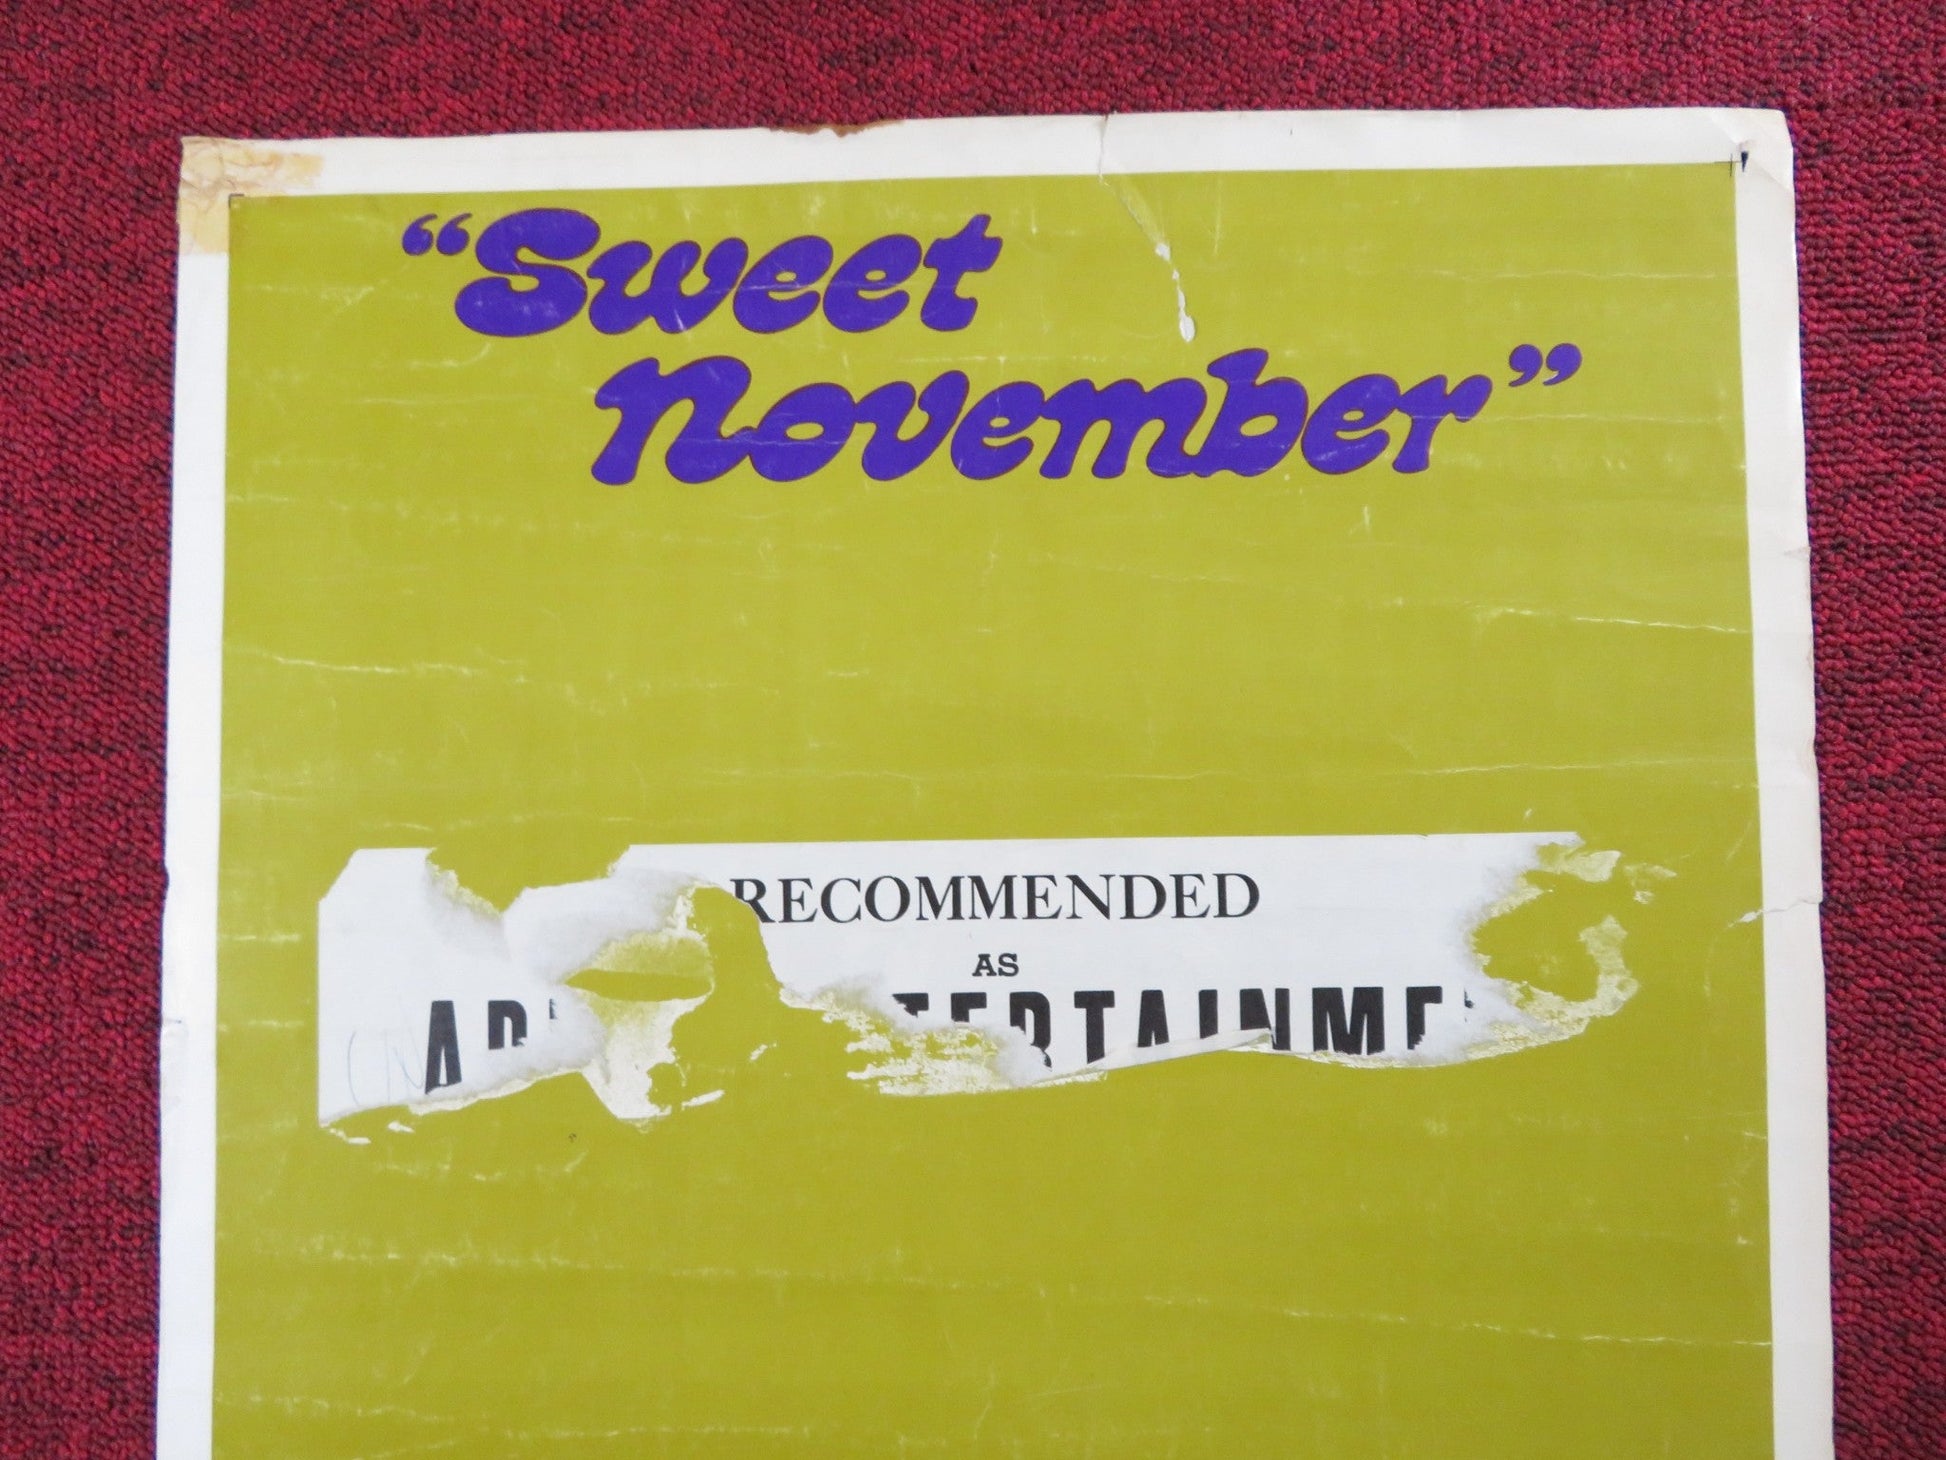 “Sweet
November”
RECOMMENDED
AS